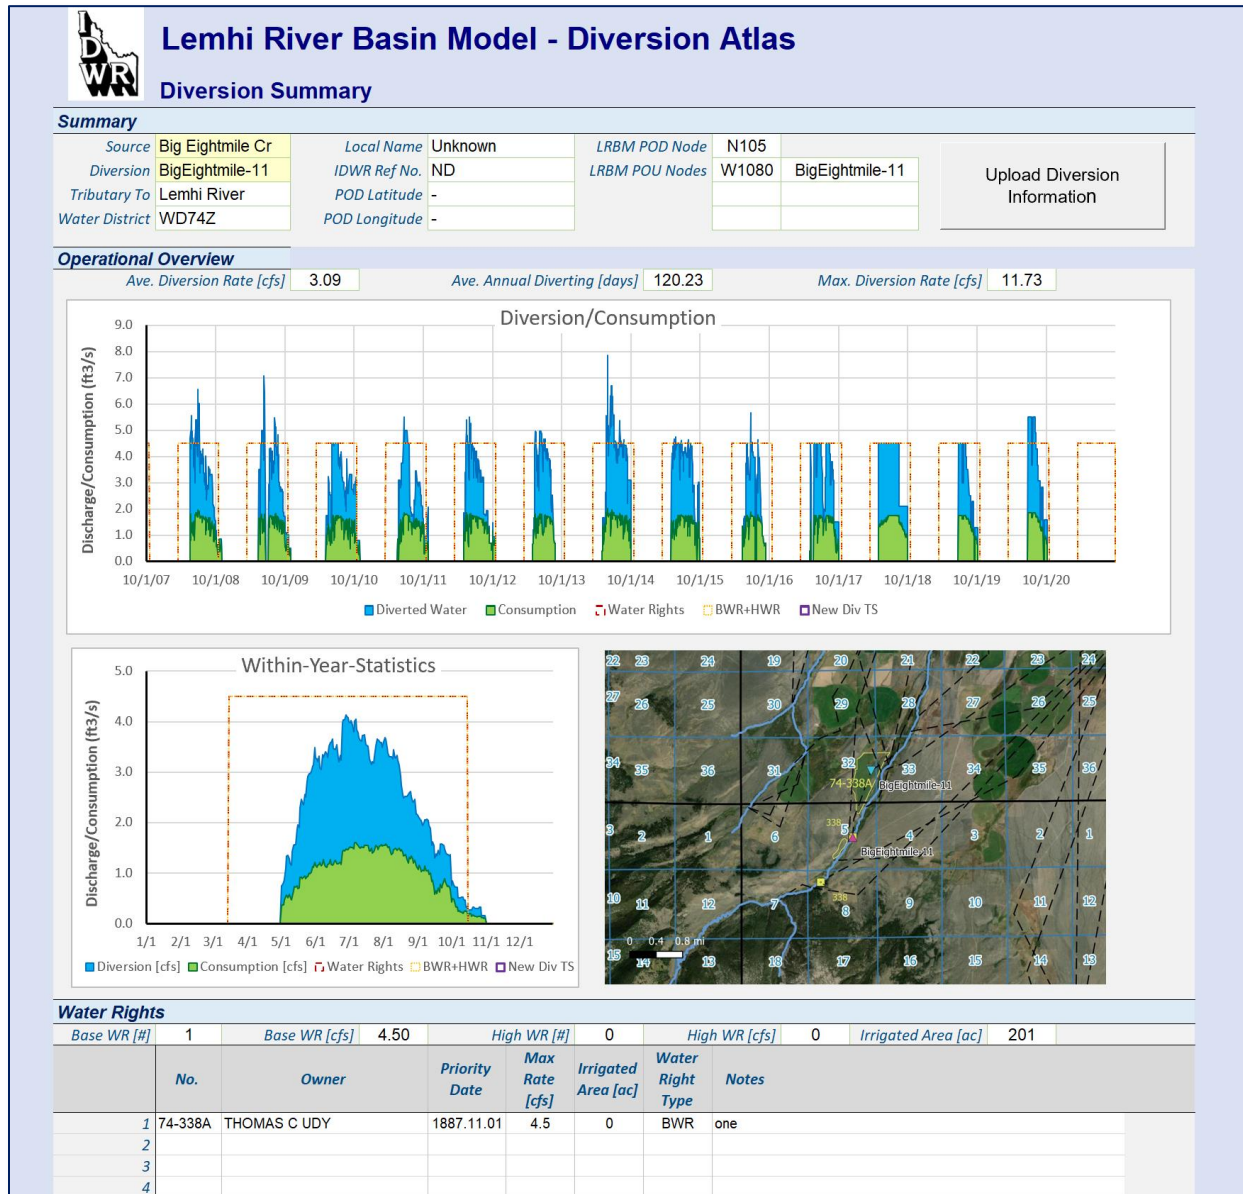 IDWR
Lemhi River Basin Model - Diversion Atlas
Diversion Summary
Summary
Source Big Eightmile Cr Local Name Unknown LRBM POD Node N105
Diversion BigEightmile-11 IDWR Ref No. ND LRBM POU Nodes W1080 BigEightmile-11
Tributary To Lemhi River POD Latitude -
Water District WD74Z POD Longitude -
Upload Diversion
Information
Operational Overview
Ave. Diversion Rate [cfs] 3.09 Ave. Annual Diverting [days] 120.23 Max. Diversion Rate [cfs] 11.73
Diversion/Consumption
Discharge/Consumption (ft3/s)
9.0
8.0
7.0
6.0
5.0
4.0
3.0
2.0
1.0
0.0
10/1/07 10/1/08 10/1/09 10/1/10 10/1/11 10/1/12 10/1/13 10/1/14 10/1/15 10/1/16 10/1/17 10/1/18 10/1/19 10/1/20
Diverted Water Consumption Water Rights BWR+HWR New Div TS
Within-Year-Statistics
Discharge/Consumption (ft3/s)
5.0
4.0
3.0
2.0
1.0
0.0
1/1 2/1 3/1 4/1 5/1 6/1 7/1 8/1 9/1 10/1 11/1 12/1
Diversion [cfs] Consumption [cfs] Water Rights BWR+HWR New Div TS
22 23 24 19 20 21 22 23 24
27 26 25 30 29 28 27 26 25
34 35 36 31 32 33 34 35 36
74-338A BigEightmile-11
3 2 1 6 338 5 4 3 2 1
BigEightmile-11
10 11 12 7 338 8 9 10 11 12
0 0.4 0.8 mi
15 14 13 18 17 16 15 14 13
Water Rights
Base WR [#] 1 Base WR [cfs] 4.50 High WR [#] 0 High WR [cfs] 0 Irrigated Area [ac] 201
No. Owner Priority Date Max Rate [cfs] Irrigated Area [ac] Water Right Type Notes
1 74-338A THOMAS C UDY 1887.11.01 4.5 0 BWR one
2
3
4